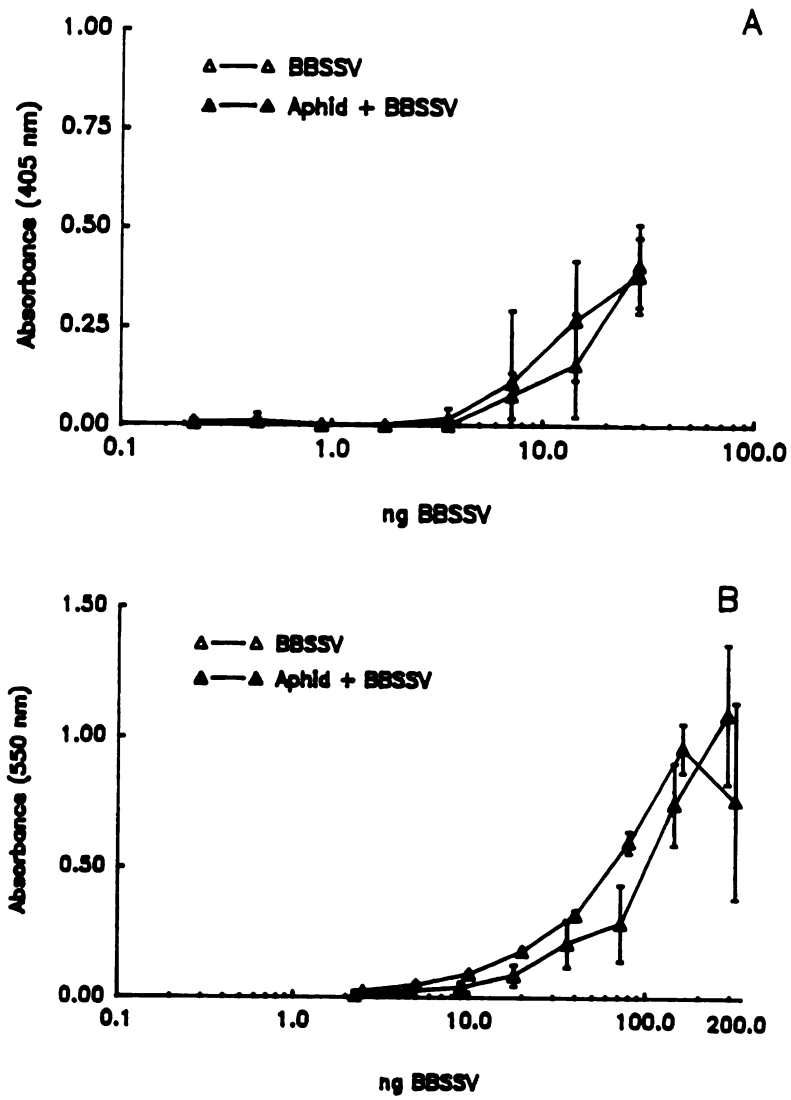 A
1.00
0.75
0.50
0.25
0.00
Absorbance (405 nm)
BBSSV
Aphid + BBSSV
0.1
1.0
10.0
100.0
ng BBSSV
B
1.50
1.00
0.50
0.00
Absorbance (550 nm)
BBSSV
Aphid + BBSSV
0.1
1.0
10.0
100.0
200.0
ng BBSSV